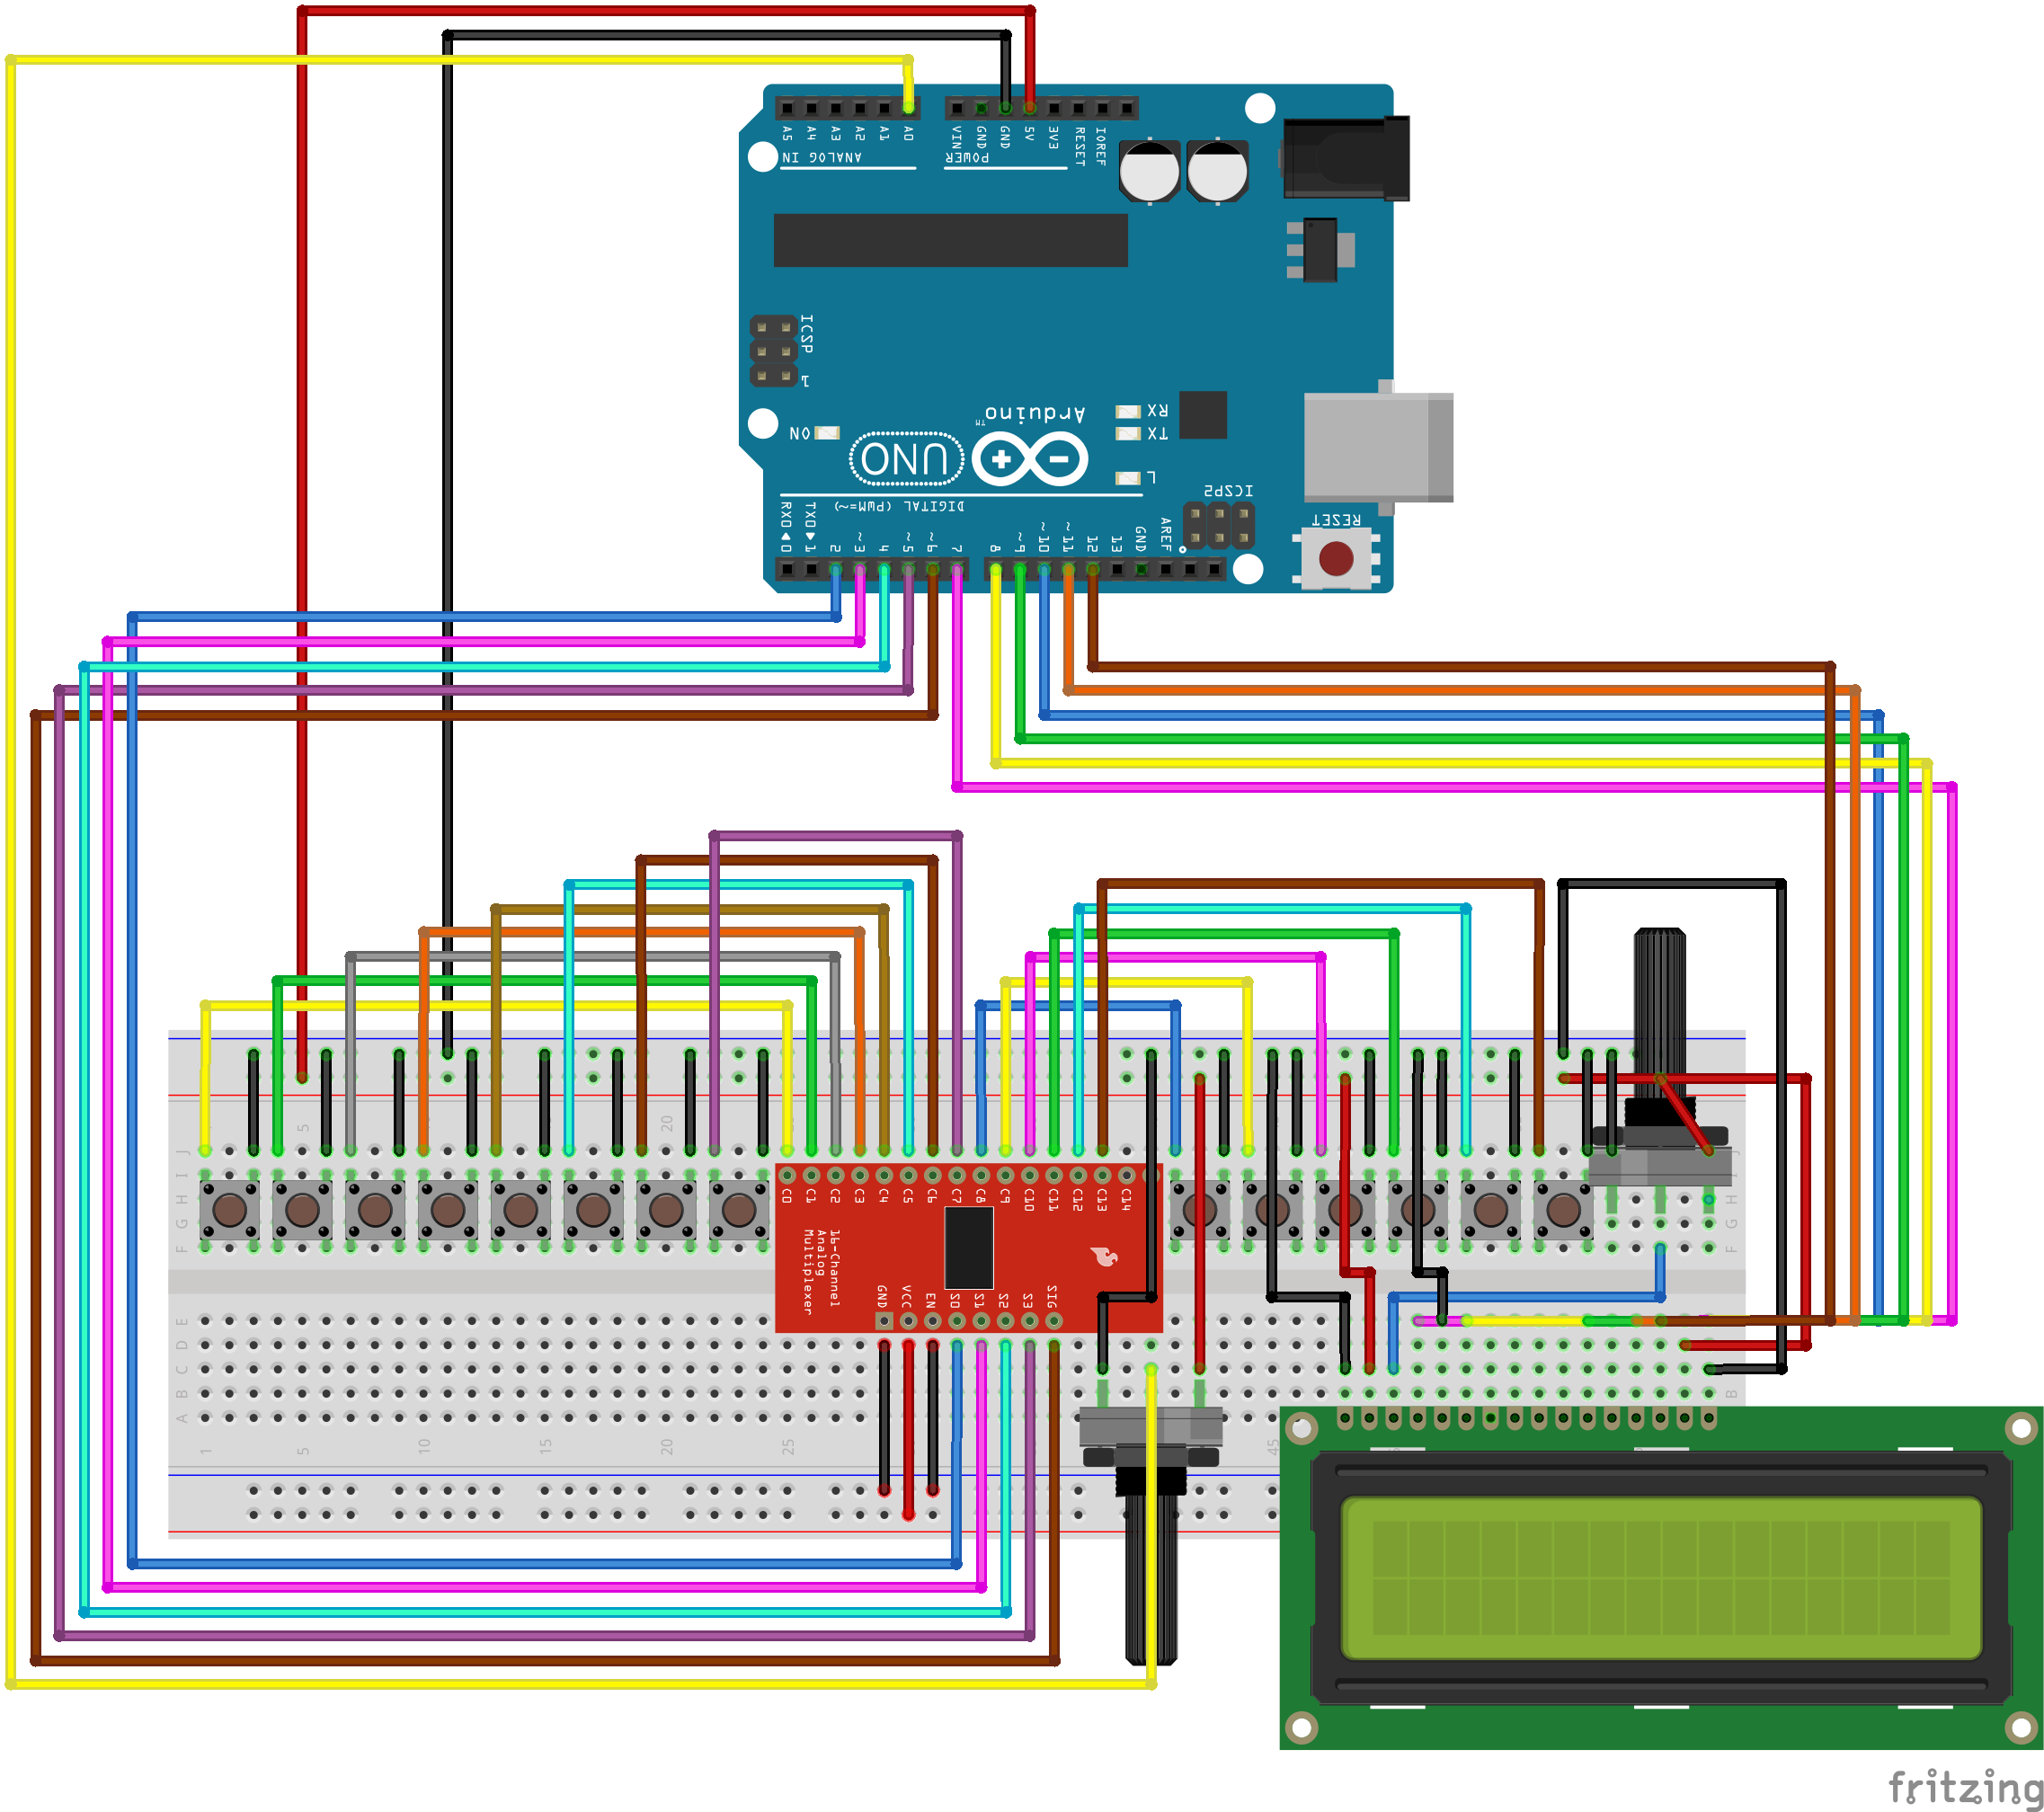 A5 A4 A3 A2 A1 A0
VIN GND GND 5V 3V3 RESET IOREF
ANALOG IN
POWER
ICSP
1
Arduino
TM
ON
UNO
RX
TX
L
ICSP2
RESET
DIGITAL (PWM=~)
RX0 0
TX0 1
2 ~3 4 ~5 ~6 7
8 ~9 ~10 ~11 12 13 GND AREF
5 20
J J
I I
H H
G G
F F
C0 C1 C2 C3 C4 C5 C6 C7 C8 C9 C10 C11 C12 C13 C14
16-Channel
Analog
Multiplexer
GND VCC EN S0 S1 S2 S3 SIG
E
D
C
B B
A
1 5 10 15 20 25 45
fritzing